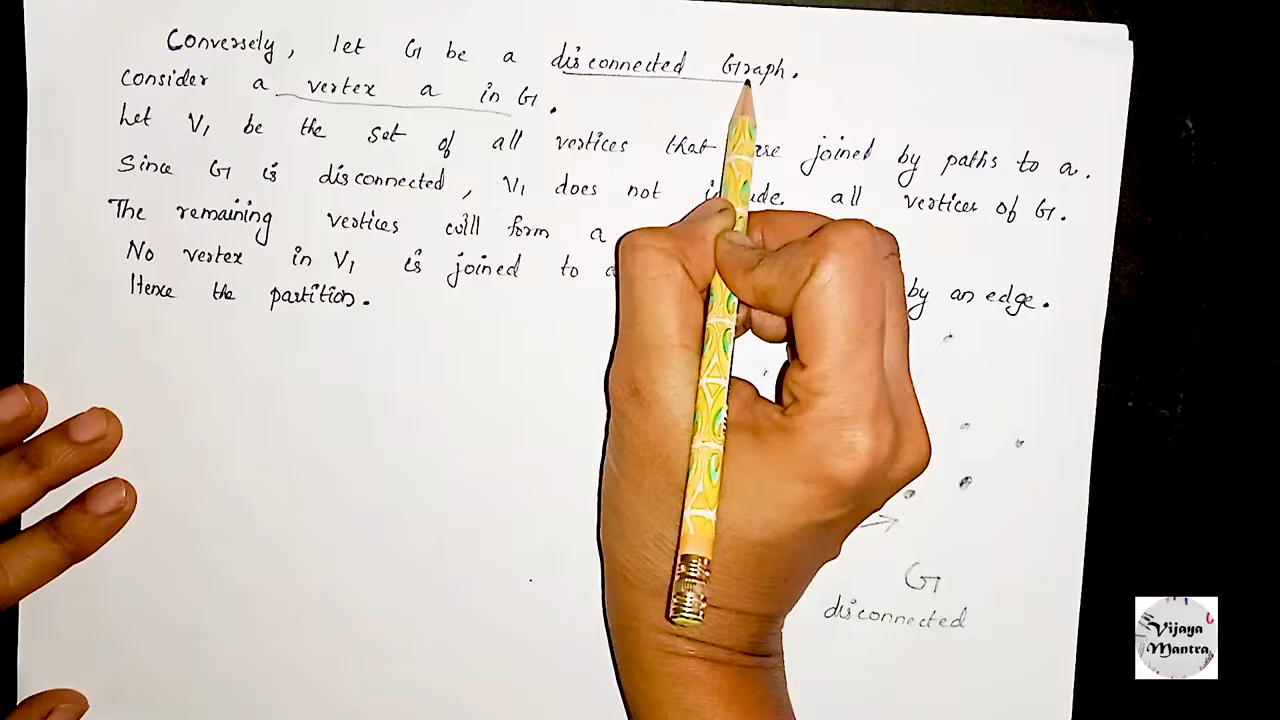 Conversely, let G be a disconnected Graph.
Consider a vertex a in G.
Let V1 be the set of all vertices that are joined by paths to a.
Since G is disconnected, V1 does not include all vertices of G.
The remaining vertices will form a
No vertex in V1 is joined to a by an edge.
Hence the partition.
G
disconnected
Vijaya
Mantra